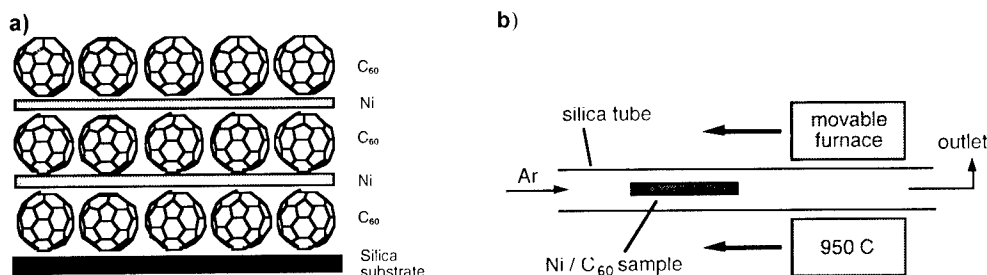 a)
C₆₀
Ni
C₆₀
Ni
C₆₀
Silica
substrate
b)
silica tube
movable
furnace
outlet
Ar
Ni / C₆₀ sample
950 C